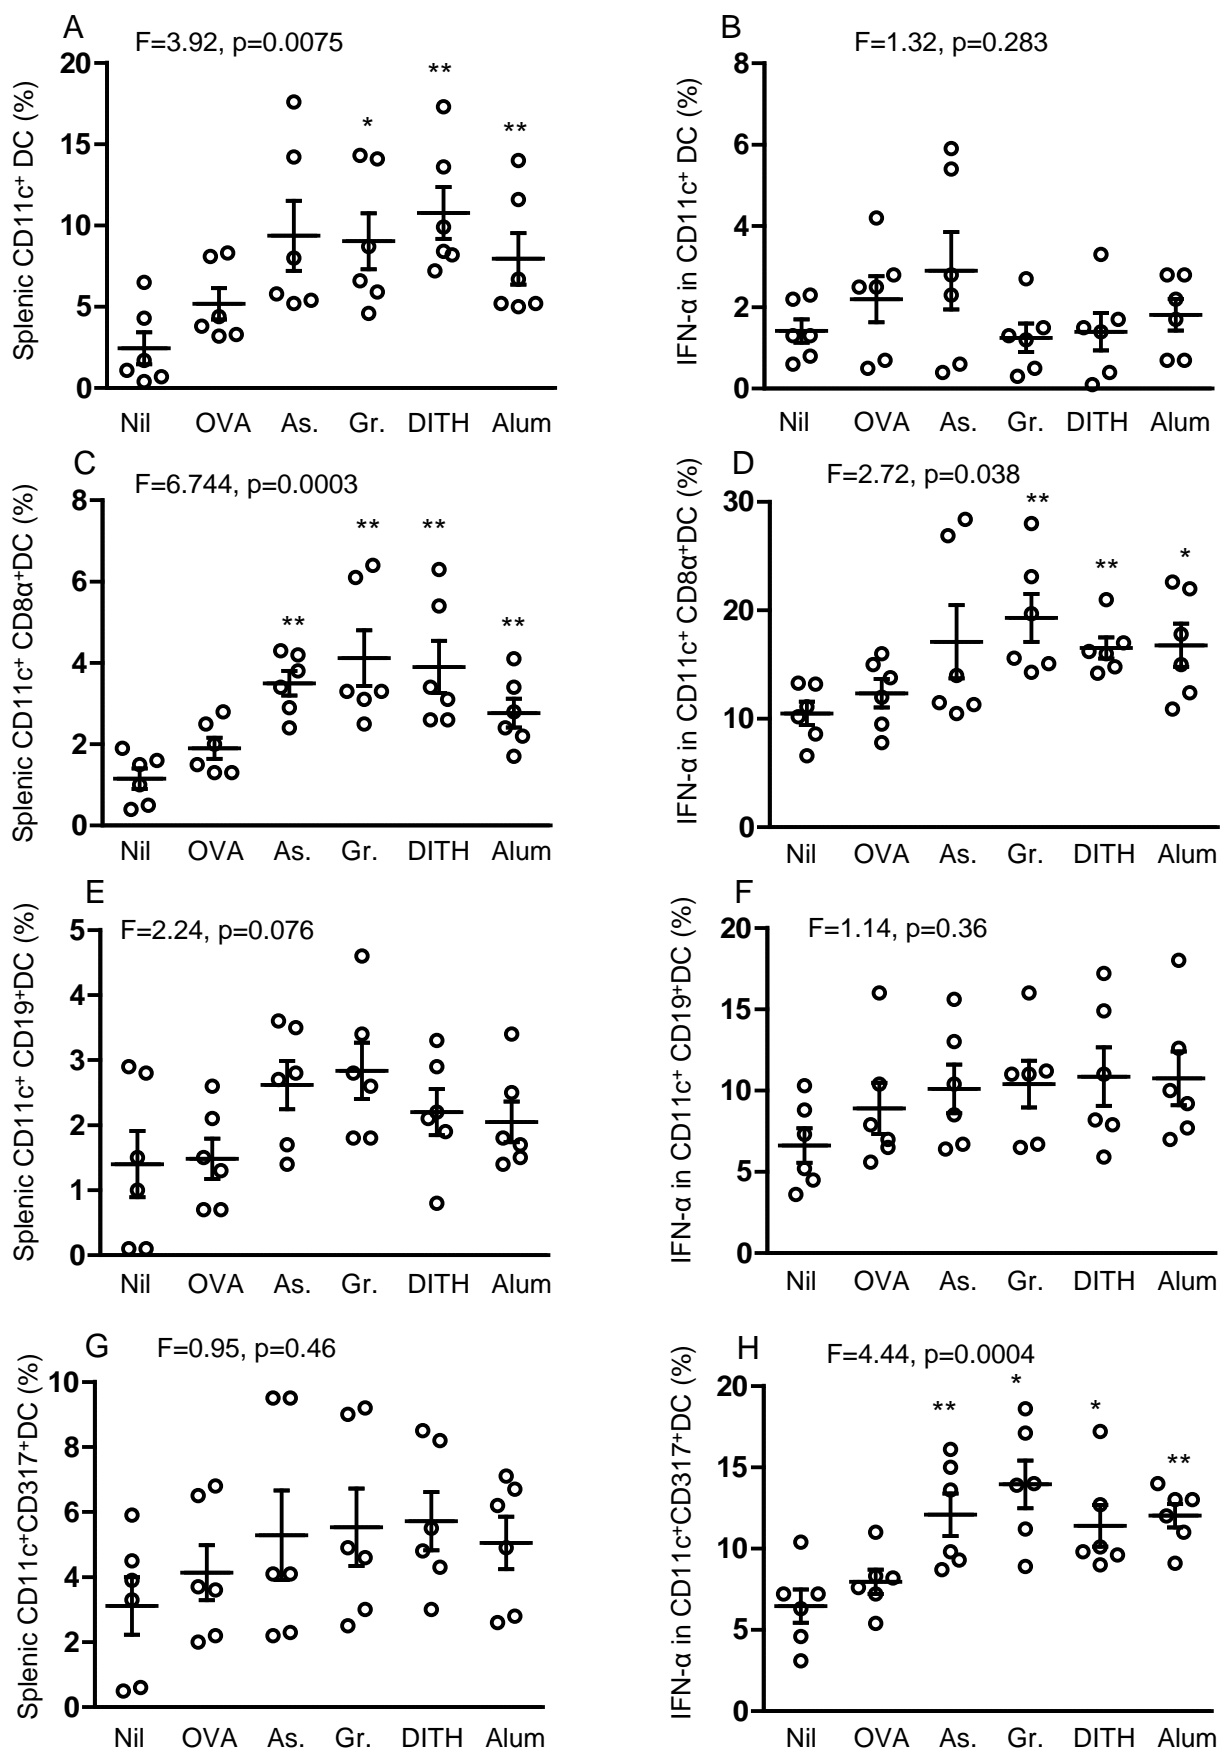 A
F=3.92, p=0.0075
Splenic CD11c⁺ DC (%)
20
15
10
5
0
*
**
**
Nil OVA As. Gr. DITH Alum
B
F=1.32, p=0.283
IFN-α in CD11c⁺ DC (%)
8
6
4
2
0
Nil OVA As. Gr. DITH Alum
C
F=6.744, p=0.0003
Splenic CD11c⁺ CD8α⁺DC (%)
8
6
4
2
0
**
**
**
**
Nil OVA As. Gr. DITH Alum
D
F=2.72, p=0.038
IFN-α in CD11c⁺ CD8α⁺DC (%)
30
20
10
0
**
**
*
Nil OVA As. Gr. DITH Alum
E
F=2.24, p=0.076
Splenic CD11c⁺ CD19⁺DC (%)
5
4
3
2
1
0
Nil OVA As. Gr. DITH Alum
F
F=1.14, p=0.36
IFN-α in CD11c⁺ CD19⁺DC (%)
20
15
10
5
0
Nil OVA As. Gr. DITH Alum
G
F=0.95, p=0.46
Splenic CD11c⁺CD317⁺DC (%)
10
8
6
4
2
0
Nil OVA As. Gr. DITH Alum
H
F=4.44, p=0.0004
IFN-α in CD11c⁺CD317⁺DC (%)
20
15
10
5
0
**
*
*
**
Nil OVA As. Gr. DITH Alum